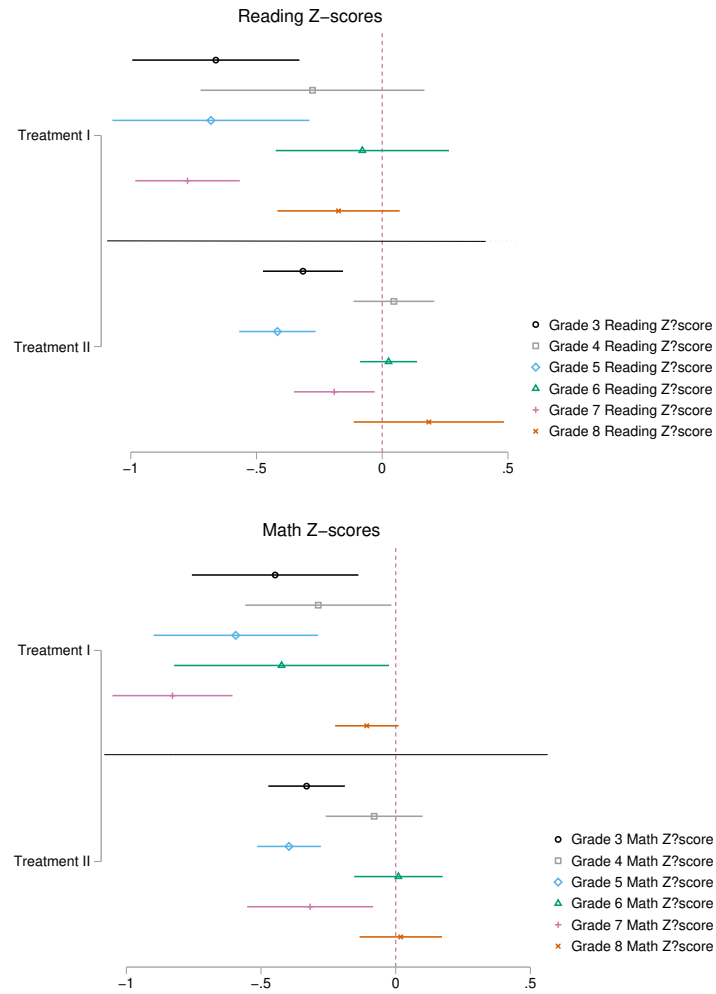 Reading Z−scores
Treatment I
Treatment II
Grade 3 Reading Z?score
Grade 4 Reading Z?score
Grade 5 Reading Z?score
Grade 6 Reading Z?score
Grade 7 Reading Z?score
Grade 8 Reading Z?score
−1 −.5 0 .5
Math Z−scores
Treatment I
Treatment II
Grade 3 Math Z?score
Grade 4 Math Z?score
Grade 5 Math Z?score
Grade 6 Math Z?score
Grade 7 Math Z?score
Grade 8 Math Z?score
−1 −.5 0 .5